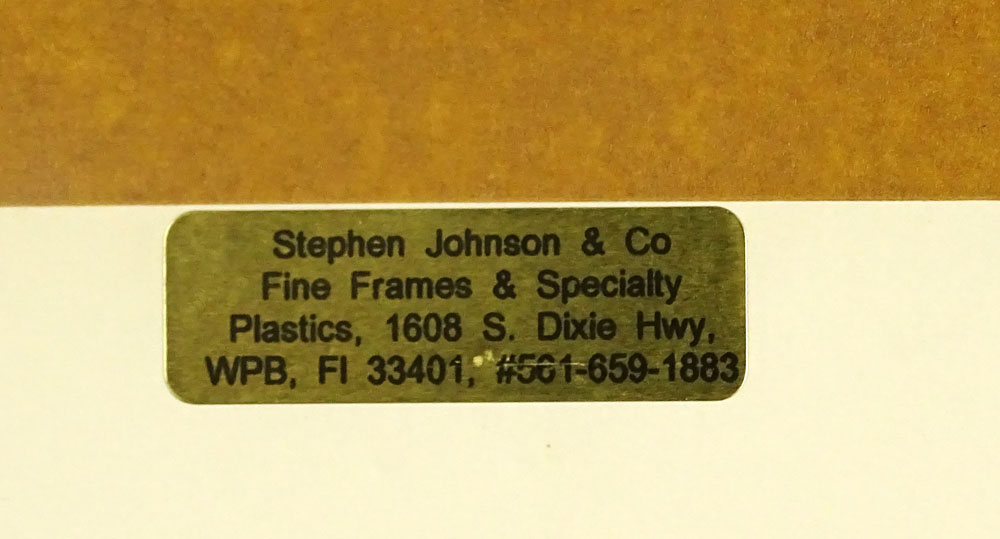 Stephen Johnson & Co
Fine Frames & Specialty
Plastics, 1608 S. Dixie Hwy,
WPB, Fl 33401, #561-659-1883